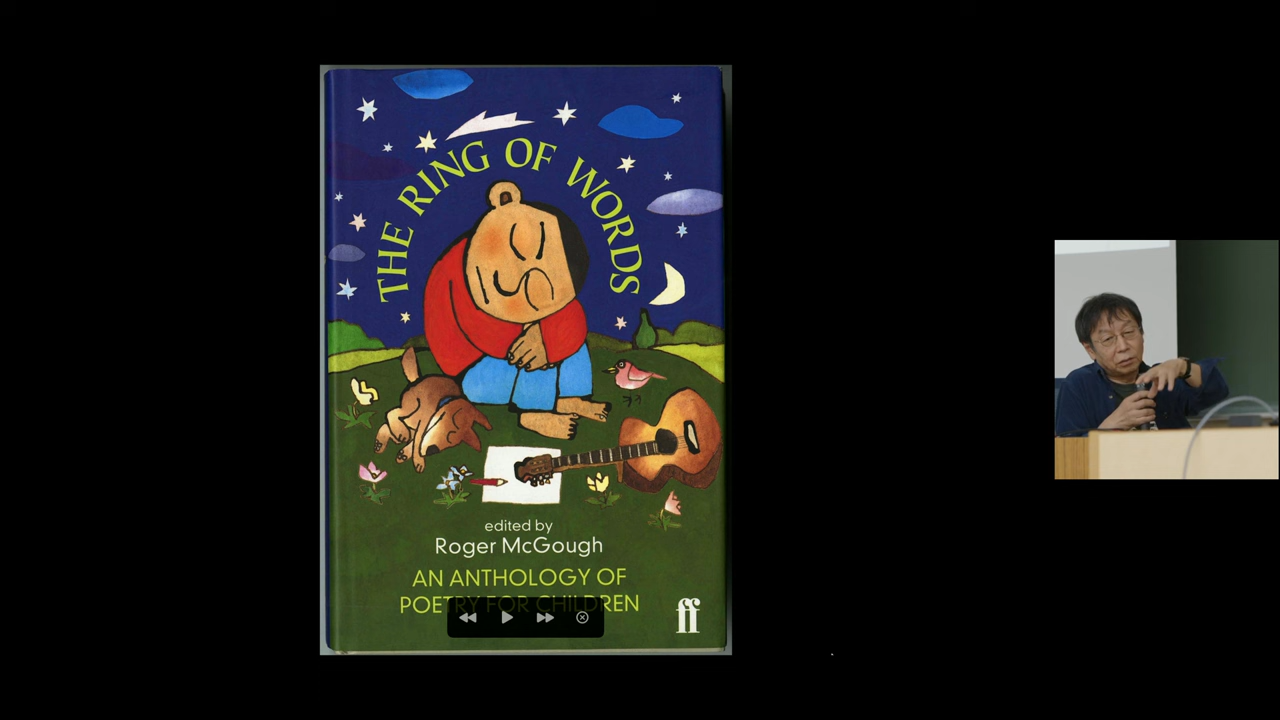 THE RING OF WORDS
edited by
Roger McGough
AN ANTHOLOGY OF
POETRY FOR CHILDREN
ff